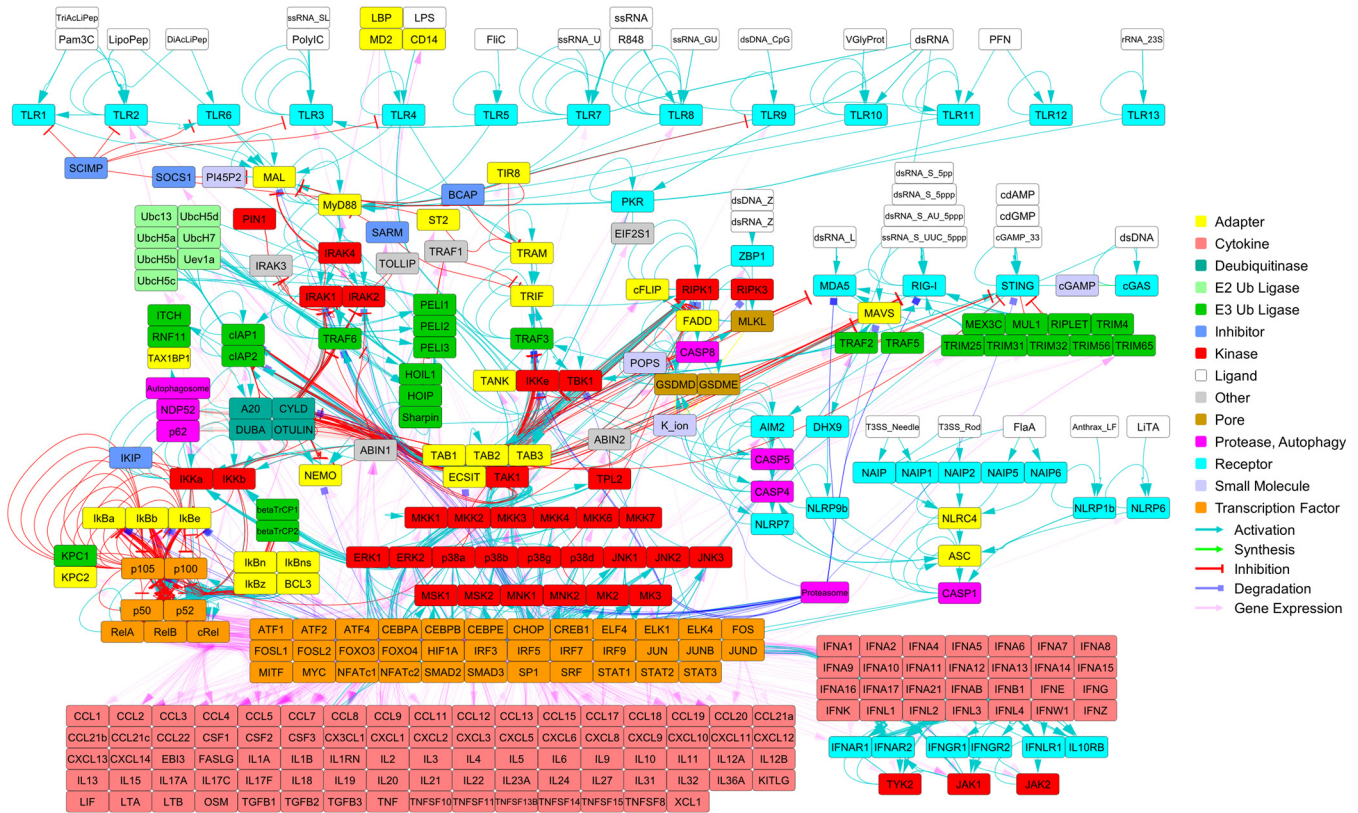 TriAcLiPep ssRNA_SL LBP LPS ssRNA
Pam3C LipoPep DiAcLiPep PolyIC MD2 CD14 FliC ssRNA_U R848 ssRNA_GU dsDNA_CpG VGlyProt dsRNA PFN rRNA_23S
TLR1 TLR2 TLR6 TLR3 TLR4 TLR5 TLR7 TLR8 TLR9 TLR10 TLR11 TLR12 TLR13
SCIMP SOCS1 PI45P2 MAL TIR8 dsRNA_S_5pp
BCAP dsRNA_S_5ppp cdAMP
Ubc13 UbcH5d PIN1 MyD88 ST2 PKR dsDNA_Z dsRNA_S_AU_5ppp cdGMP
UbcH5a UbcH7 SARM TRAF1 EIF2S1 dsRNA_Z dsRNA_L ssRNA_S_UUC_5ppp cGAMP_33 dsDNA
UbcH5b Uev1a IRAK3 IRAK4 TOLLIP TRAM ZBP1
UbcH5c IRAK1 IRAK2 PELI1 TRIF cFLIP RIPK1 RIPK3 MDA5 RIG-I STING cGAMP cGAS
ITCH cIAP1 PELI2 FADD MLKL MAVS MEX3C MUL1 RIPLET TRIM4
RNF11 cIAP2 TRAF6 PELI3 TRAF3 CASP6 TRAF2 TRAF5 TRIM25 TRIM31 TRIM32 TRIM56 TRIM65
TAX1BP1 HOIL1 POPS
Autophagosome HOIP TANK IKKe TBK1 GSDMD GSDME
NDP52 A20 CYLD Sharpin K_ion AIM2 DHX9 T3SS_Needle T3SS_Rod FlaA Anthrax_LF LiTA
p62 DUBA OTULIN ABIN1 TAB1 TAB2 TAB3 ABIN2 CASP5 NAIP NAIP1 NAIP2 NAIP5 NAIP6
IKIP IKKa IKKb NEMO ECSIT TAK1 TPL2 CASP4 NLRP9b NLRP1b NLRP6
IkBa IkBb IkBe betaTrCP1 MKK1 MKK2 MKK3 MKK4 MKK6 MKK7 NLRP7 NLRC4
betaTrCP2
KPC1 p105 p100 IkBn IkBns ERK1 ERK2 p38a p38b p38g p38d JNK1 JNK2 JNK3 ASC
KPC2 IkBz BCL3 MSK1 MSK2 MNK1 MNK2 MK2 MK3 Proteasome CASP1
p50 p52
RelA RelB cRel
ATF1 ATF2 ATF4 CEBPA CEBPB CEBPE CHOP CREB1 ELF4 ELK1 ELK4 FOS
FOSL1 FOSL2 FOXO3 FOXO4 HIF1A IRF3 IRF5 IRF7 IRF9 JUN JUNB JUND
MITF MYC NFATc1 NFATc2 SMAD2 SMAD3 SP1 SRF STAT1 STAT2 STAT3
IFNA1 IFNA2 IFNA4 IFNA5 IFNA6 IFNA7 IFNA8
IFNA9 IFNA10 IFNA11 IFNA12 IFNA13 IFNA14 IFNA15
IFNA16 IFNA17 IFNA21 IFNAB IFNB1 IFNE IFNG
IFNK IFNL1 IFNL2 IFNL3 IFNL4 IFNW1 IFNZ
IFNAR1 IFNAR2 IFNGR1 IFNGR2 IFNLR1 IL10RB
TYK2 JAK1 JAK2
CCL1 CCL2 CCL3 CCL4 CCL5 CCL7 CCL8 CCL9 CCL11 CCL12 CCL13 CCL15 CCL17 CCL18 CCL19 CCL20 CCL21a
CCL21b CCL21c CCL22 CSF1 CSF2 CSF3 CX3CL1 CXCL1 CXCL2 CXCL3 CXCL5 CXCL6 CXCL8 CXCL9 CXCL10 CXCL11 CXCL12
CXCL13 CXCL14 EBI3 FASLG IL1A IL1B IL1RN IL2 IL3 IL4 IL5 IL6 IL9 IL10 IL11 IL12A IL12B
IL13 IL15 IL17A IL17C IL17F IL18 IL19 IL20 IL21 IL22 IL23A IL24 IL27 IL31 IL32 IL36A KITLG
LIF LTA LTB OSM TGFB1 TGFB2 TGFB3 TNF TNFSF10 TNFSF11 TNFSF13B TNFSF14 TNFSF15 TNFSF8 XCL1
Adapter
Cytokine
Deubiquitinase
E2 Ub Ligase
E3 Ub Ligase
Inhibitor
Kinase
Ligand
Other
Pore
Protease, Autophagy
Receptor
Small Molecule
Transcription Factor
Activation
Synthesis
Inhibition
Degradation
Gene Expression